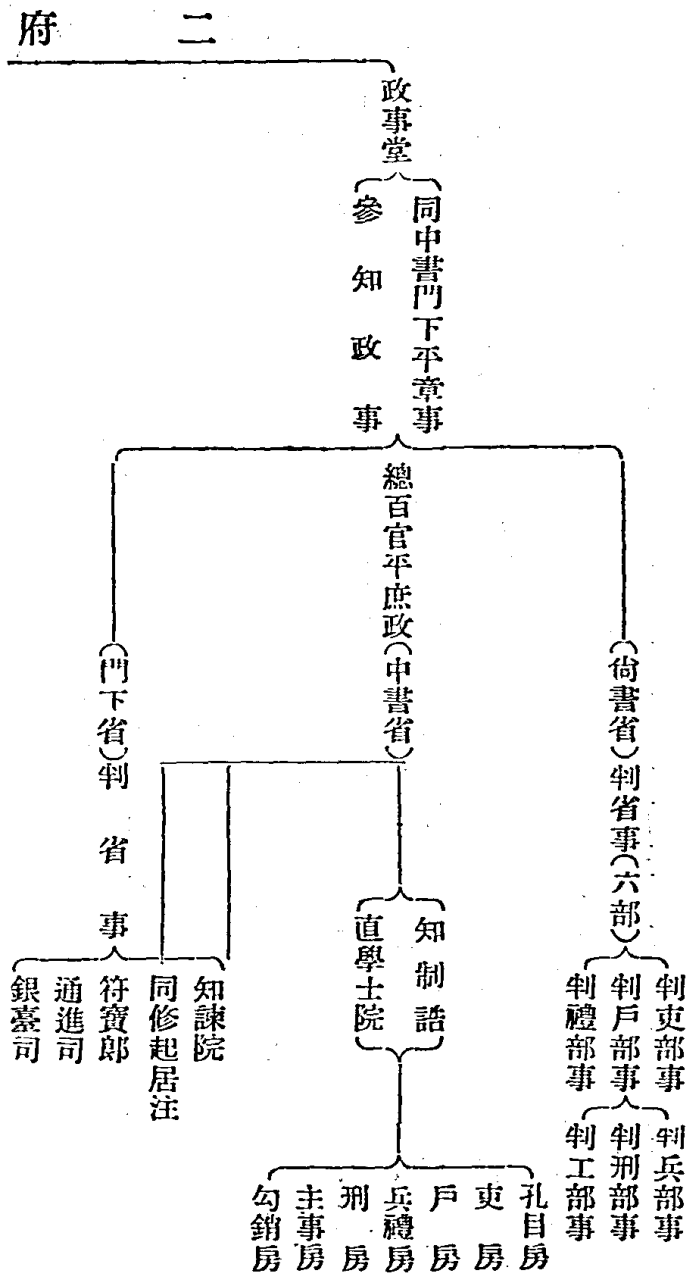 二府
政事堂
同中書門下平章事
參知政事
(尙書省)判省事(六部)
判吏部事
判戶部事
判禮部事
判兵部事
判刑部事
判工部事
總百官平庶政(中書省)
知制誥
直學士院
孔目房
吏房
戶房
兵禮房
刑房
主事房
勾銷房
(門下省)判省事
知諫院
同修起居注
符寶郎
通進司
銀臺司